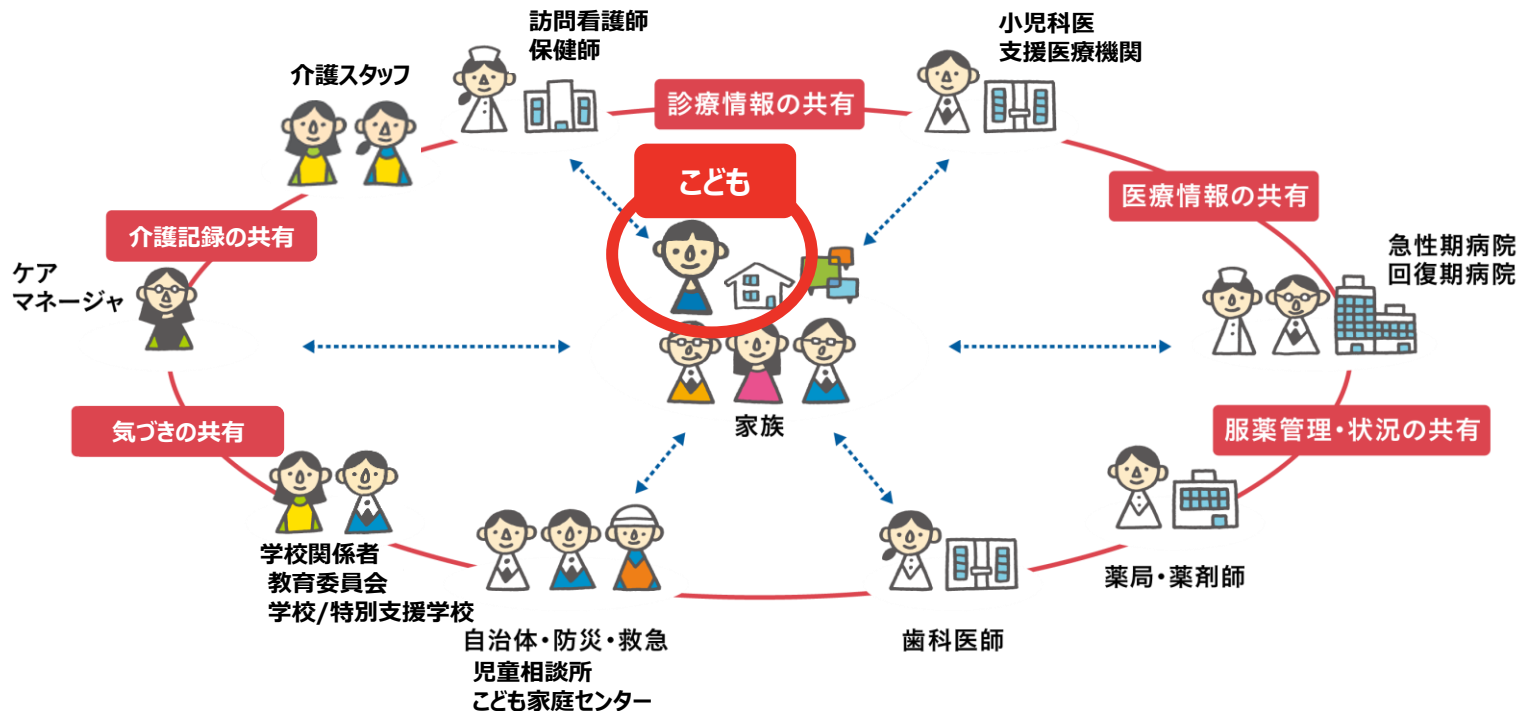 訪問看護師
保健師
小児科医
支援医療機関
介護スタッフ
診療情報の共有
こども
医療情報の共有
介護記録の共有
急性期病院
回復期病院
ケア
マネージャ
家族
気づきの共有
服薬管理・状況の共有
学校関係者
教育委員会
学校/特別支援学校
薬局・薬剤師
自治体・防災・救急
児童相談所
こども家庭センター
歯科医師